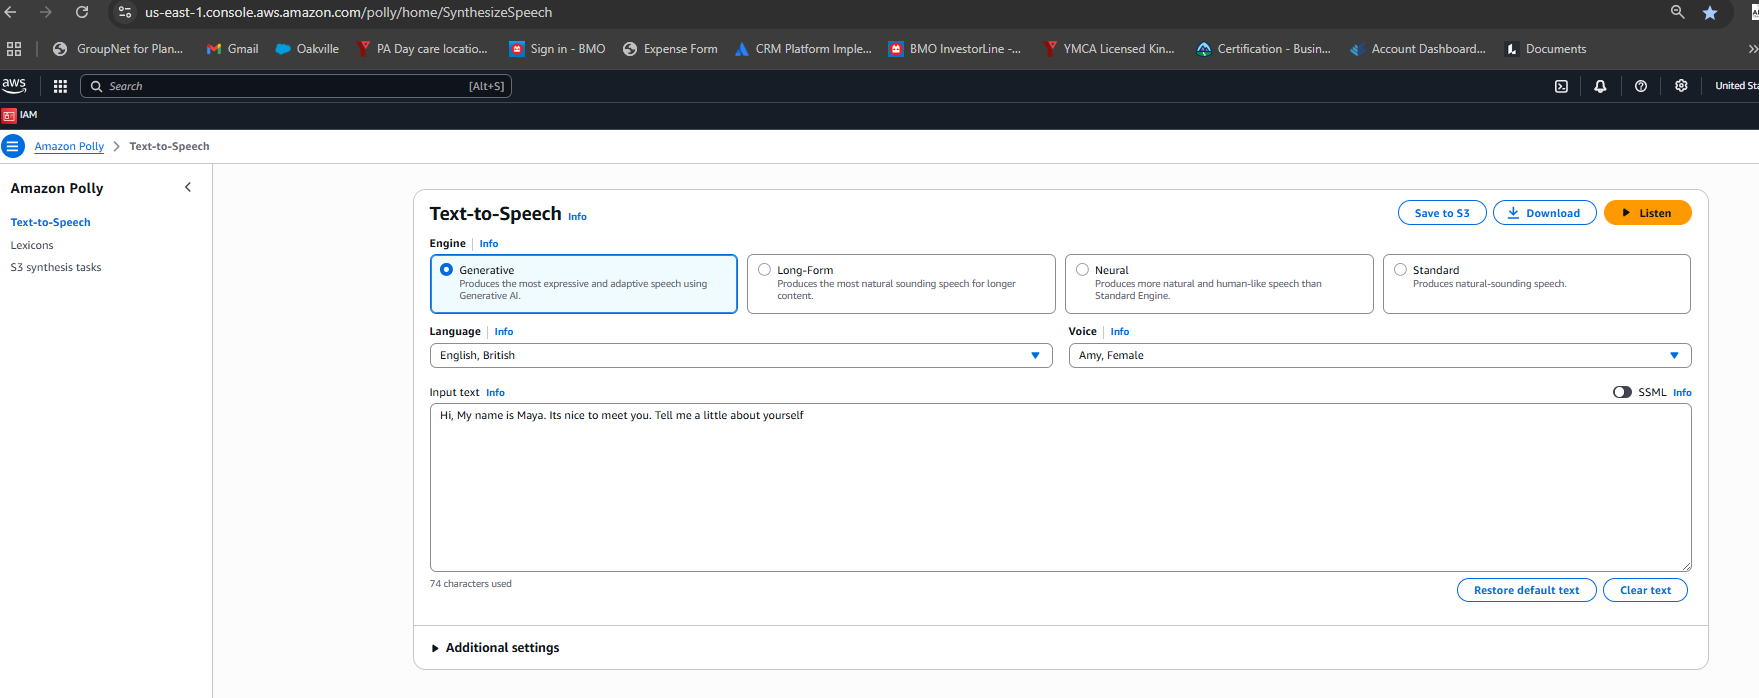 us-east-1.console.aws.amazon.com/polly/home/SynthesizeSpeech
GroupNet for Plan... Gmail Oakville PA Day care locatio... Sign in - BMO Expense Form CRM Platform Imple... BMO InvestorLine -... YMCA Licensed Kin... Certification - Busin... Account Dashboard... Documents
aws Search [Alt+S] United Sta
IAM
Amazon Polly > Text-to-Speech
Amazon Polly
Text-to-Speech
Lexicons
S3 synthesis tasks
Text-to-Speech Info Save to S3 Download Listen
Engine Info
Generative
Produces the most expressive and adaptive speech using
Generative AI.
Long-Form
Produces the most natural sounding speech for longer
content.
Neural
Produces more natural and human-like speech than
Standard Engine.
Standard
Produces natural-sounding speech.
Language Info
English, British
Voice Info
Amy, Female
Input text Info SSML Info
Hi, My name is Maya. Its nice to meet you. Tell me a little about yourself
74 characters used
Restore default text Clear text
Additional settings